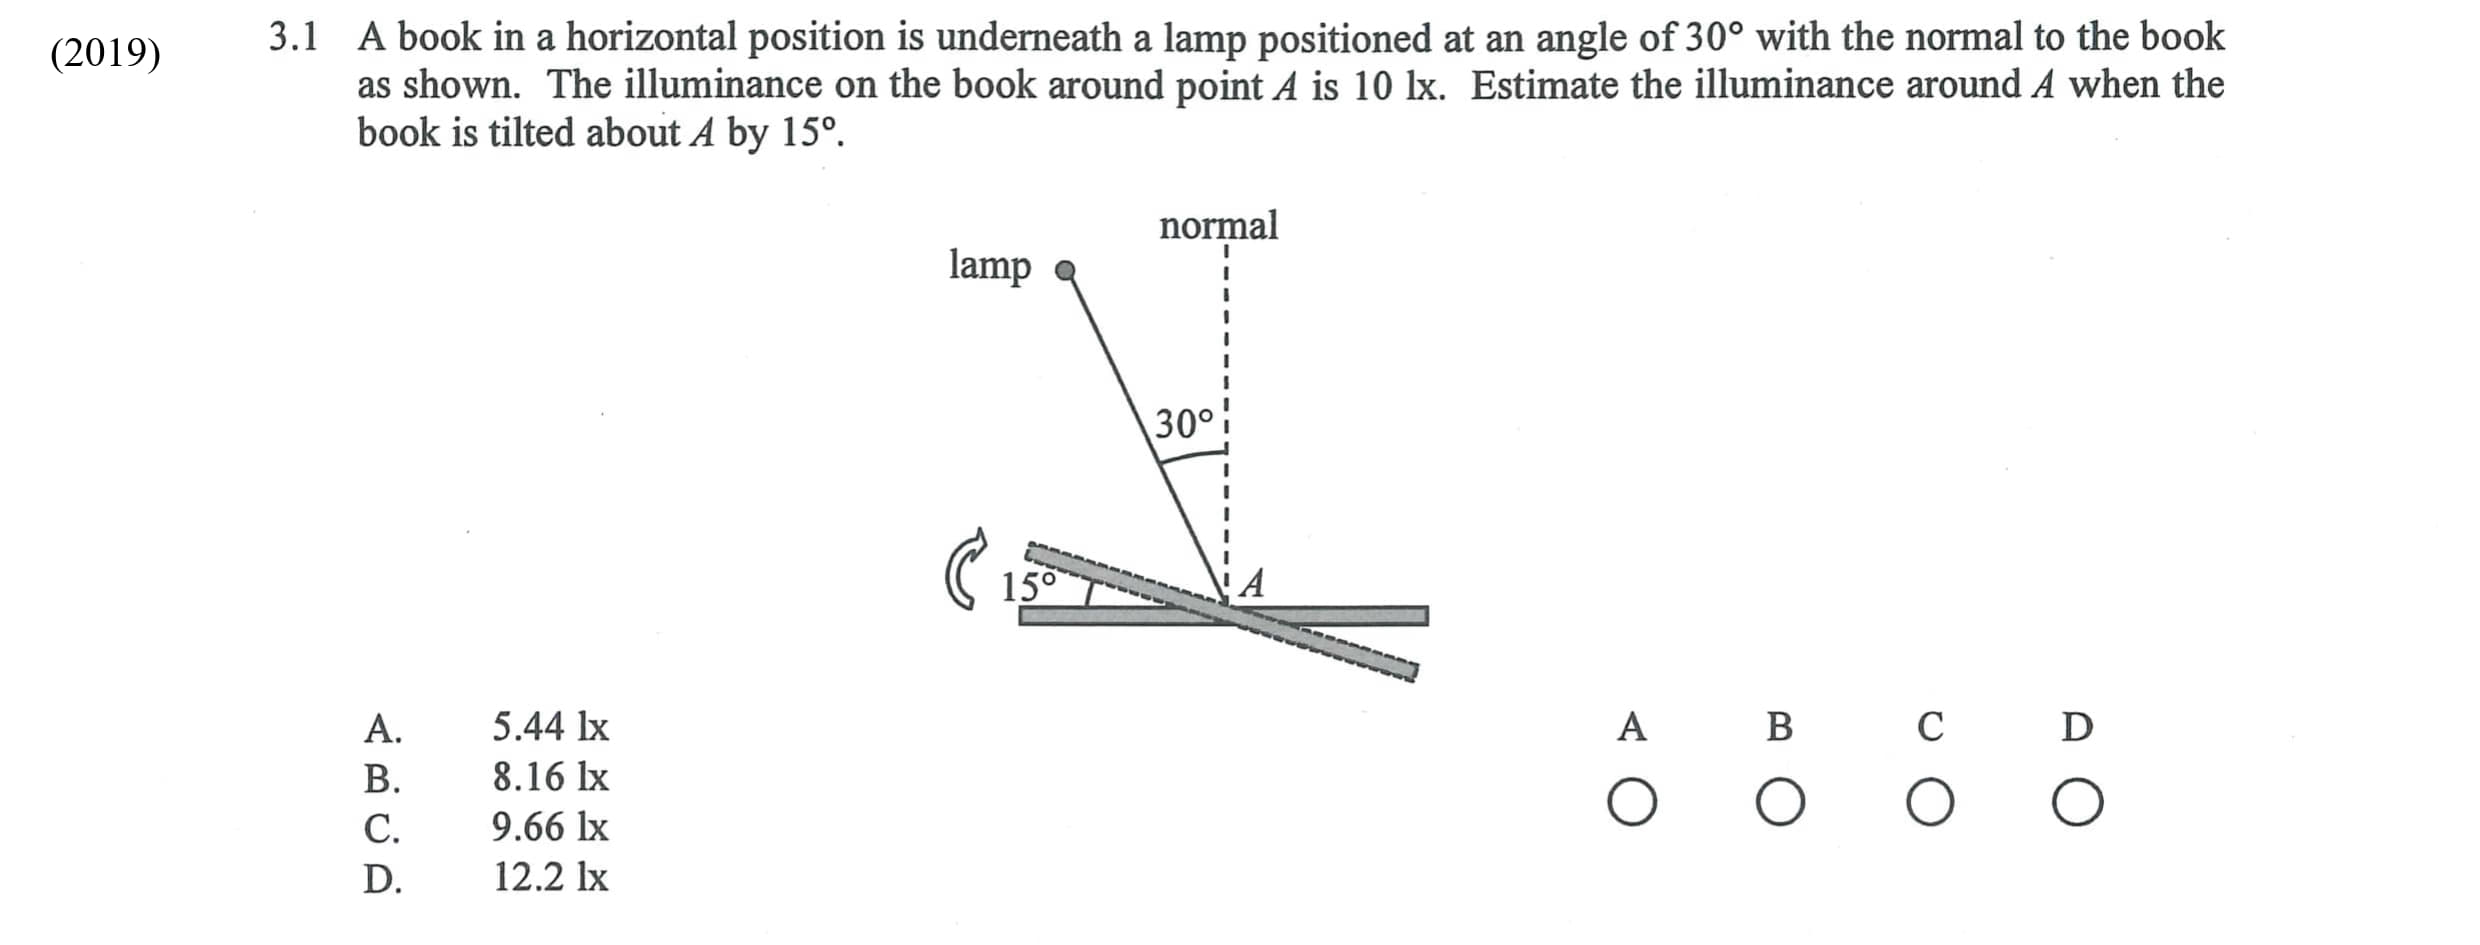 (2019)
3.1 A book in a horizontal position is underneath a lamp positioned at an angle of 30° with the normal to the book
as shown. The illuminance on the book around point A is 10 lx. Estimate the illuminance around A when the
book is tilted about A by 15°.
normal
lamp
30°
15°
A
A. 5.44 lx
B. 8.16 lx
C. 9.66 lx
D. 12.2 lx
A B C D